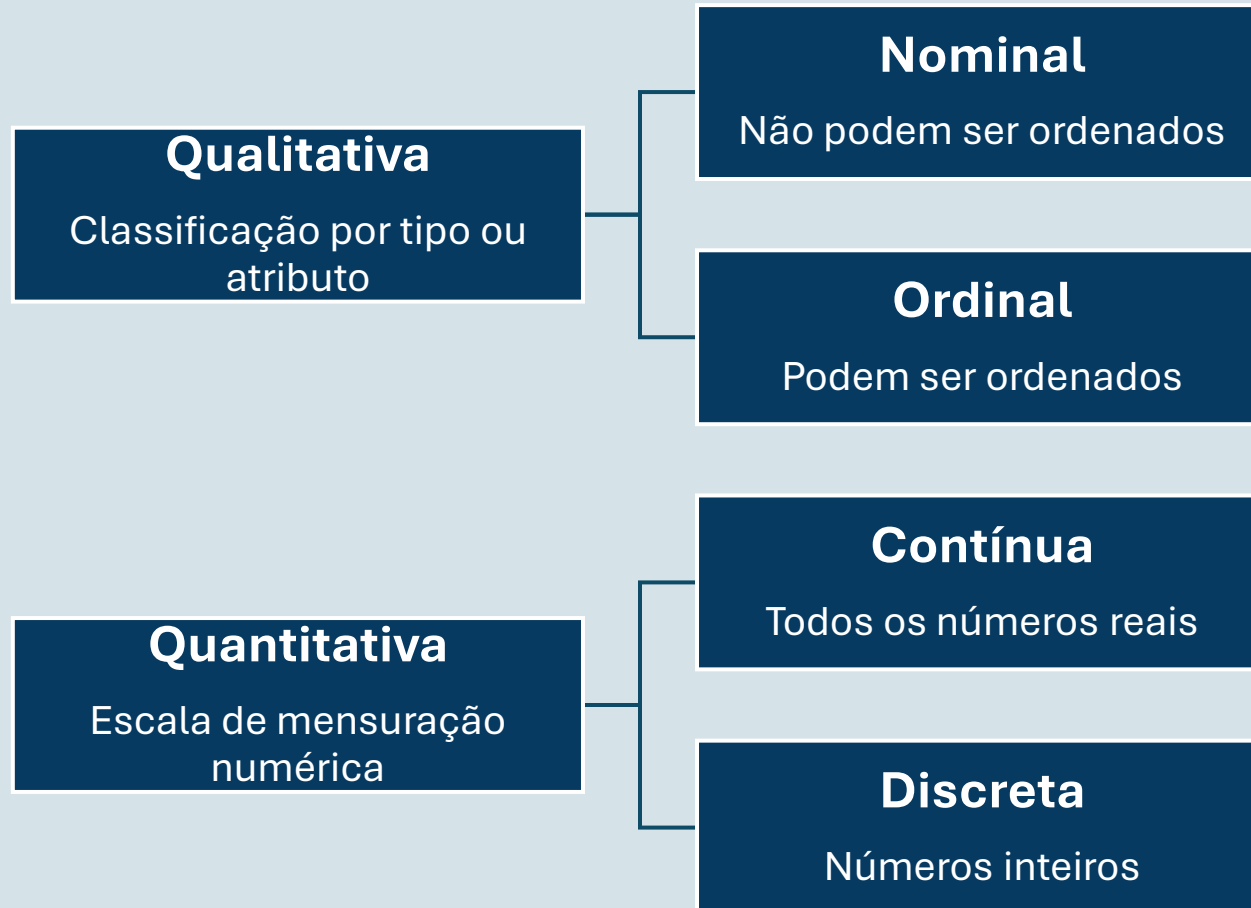 Qualitativa
Classificação por tipo ou
atributo
Nominal
Não podem ser ordenados
Ordinal
Podem ser ordenados
Quantitativa
Escala de mensuração
numérica
Contínua
Todos os números reais
Discreta
Números inteiros